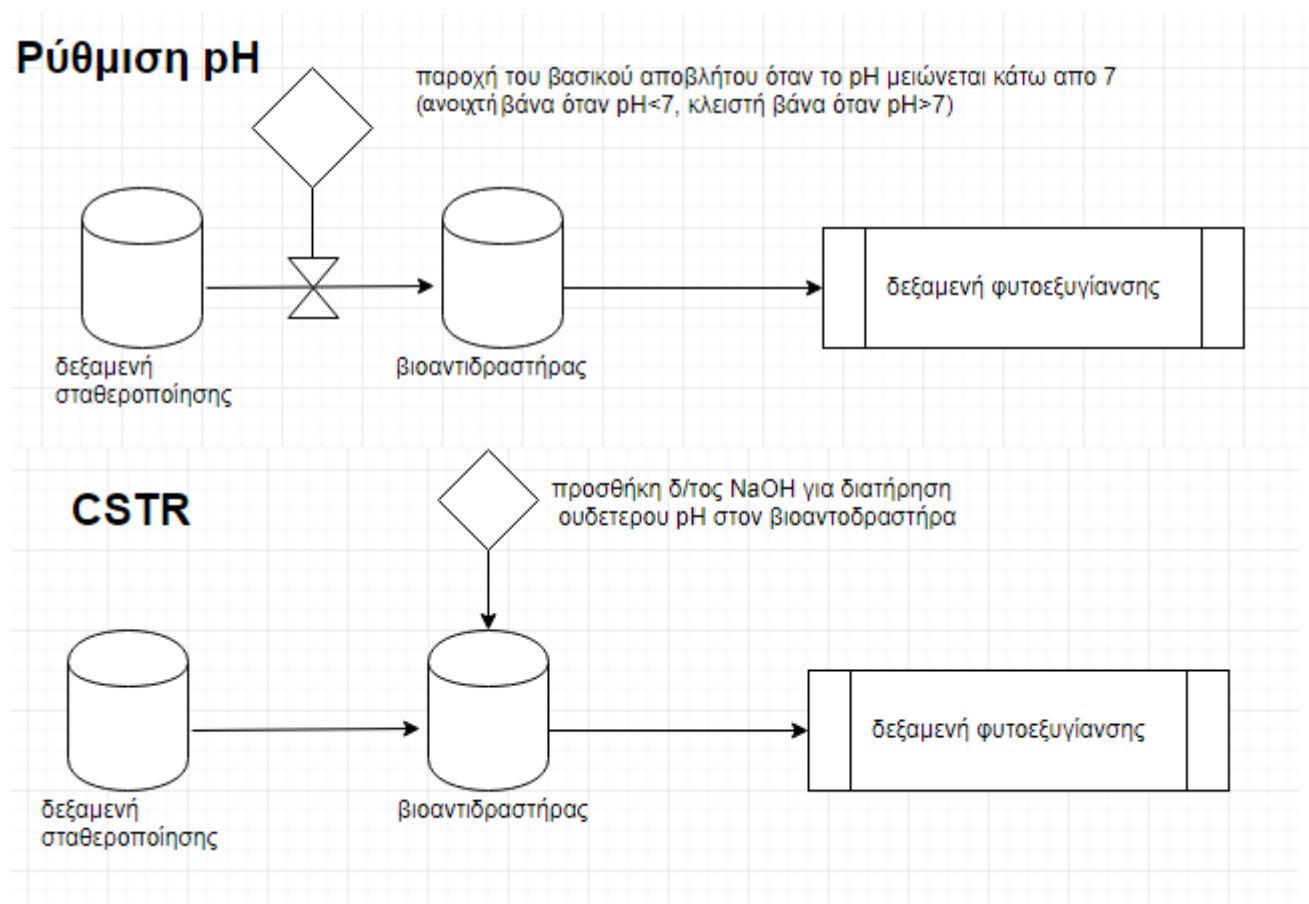 Ρύθμιση pH
παροχή του βασικού αποβλήτου όταν το pH μειώνεται κάτω απο 7
(ανοιχτή βάνα όταν pH<7, κλειστή βάνα όταν pH>7)
δεξαμενή φυτοεξυγίανσης
δεξαμενή
σταθεροποίησης
βιοαντιδραστήρας
CSTR
προσθήκη δ/τος NaOH για διατήρηση
ουδετερου pH στον βιοαντοδραστήρα
δεξαμενή φυτοεξυγίανσης
δεξαμενή
σταθεροποίησης
βιοαντιδραστήρας